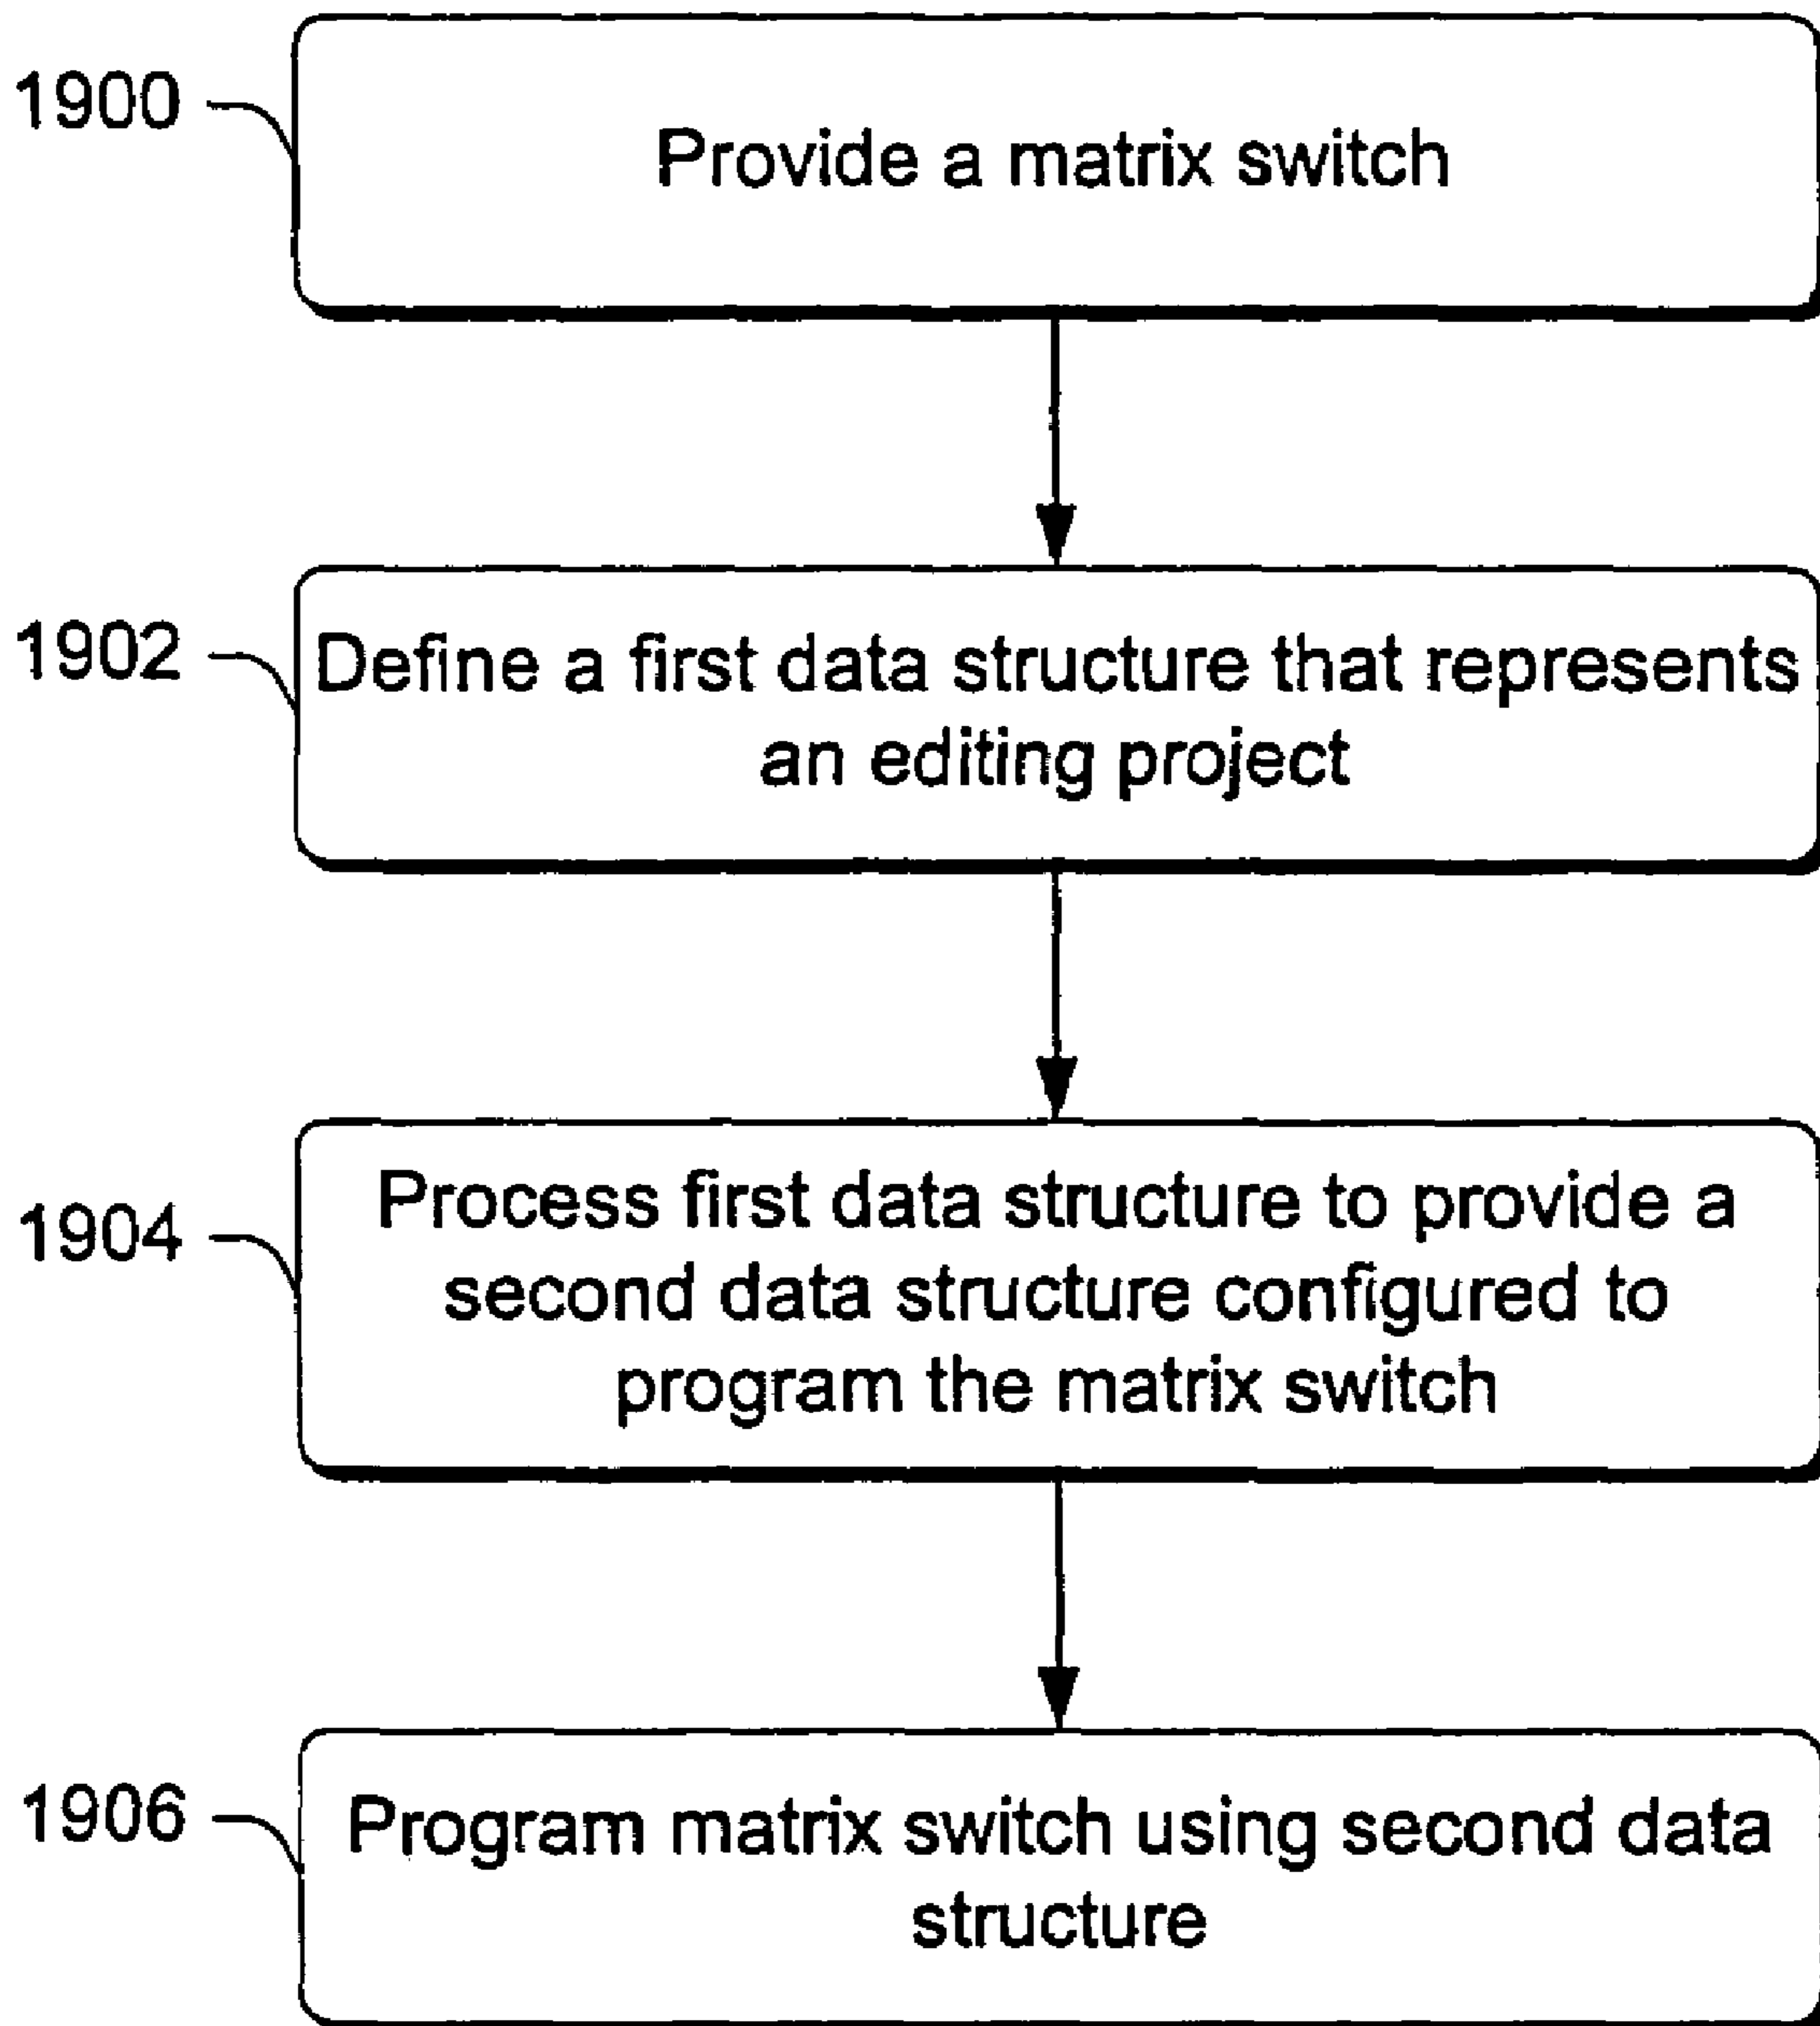 1900
Provide a matrix switch
1902
Define a first data structure that represents
an editing project
1904
Process first data structure to provide a
second data structure configured to
program the matrix switch
1906
Program matrix switch using second data
structure